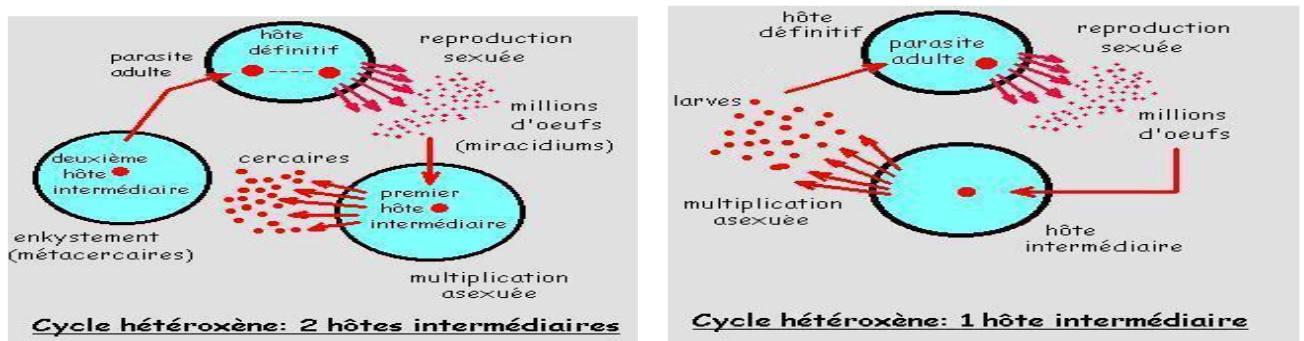 hôte
définitif
parasite
adulte
reproduction
sexuée
millions
d'oeufs
(miracidiums)
deuxième
hôte
intermédiaire
cercaires
premier
hôte
intermédiaire
enkystement
(métacercaires)
multiplication
asexuée
Cycle hétéroxène: 2 hôtes intermédiaires
hôte
définitif
parasite
adulte
reproduction
sexuée
larves
millions
d'oeufs
multiplication
asexuée
hôte
intermédiaire
Cycle hétéroxène: 1 hôte intermédiaire